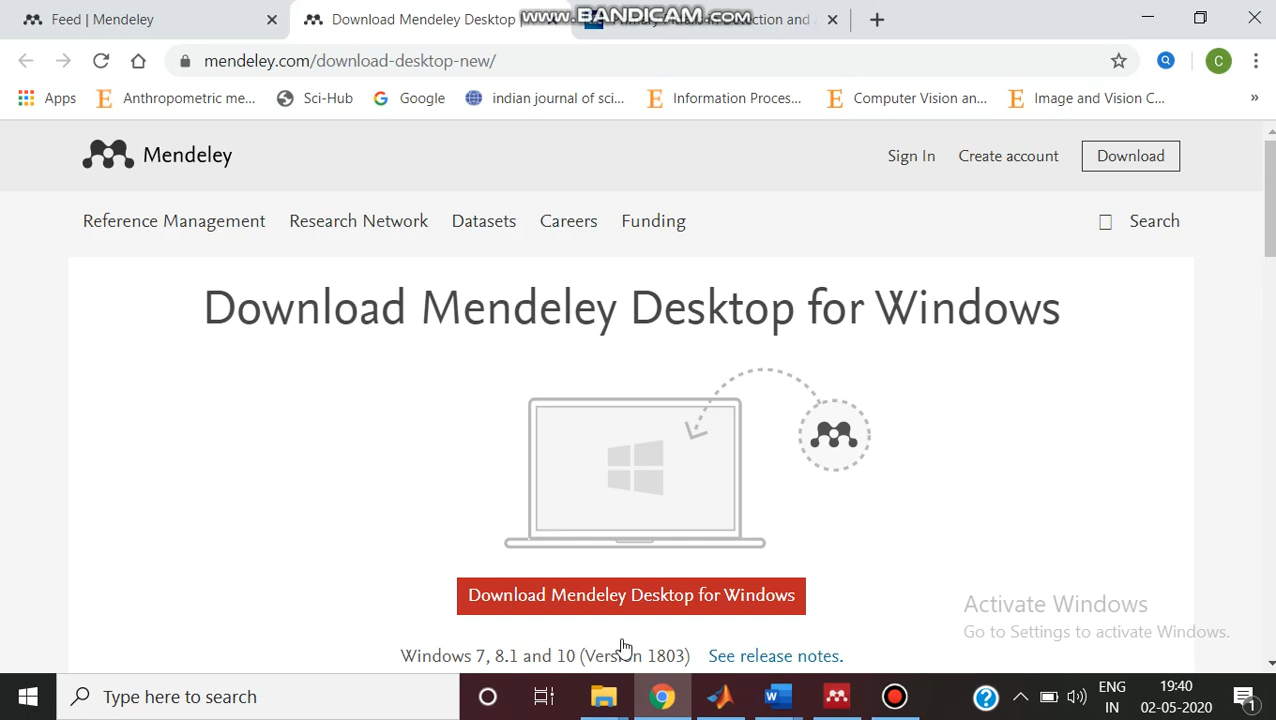 Feed | Mendeley
Download Mendeley Desktop |
Detection and
www.BANDICAM.com
mendeley.com/download-desktop-new/
C
Apps
Anthropometric me...
Sci-Hub
Google
indian journal of sci...
Information Proces...
Computer Vision an...
Image and Vision C...
»
Mendeley
Sign In
Create account
Download
Reference Management
Research Network
Datasets
Careers
Funding
Search
Download Mendeley Desktop for Windows
Download Mendeley Desktop for Windows
Windows 7, 8.1 and 10 (Version 1803)
See release notes.
Activate Windows
Go to Settings to activate Windows.
Type here to search
ENG
IN
19:40
02-05-2020
1